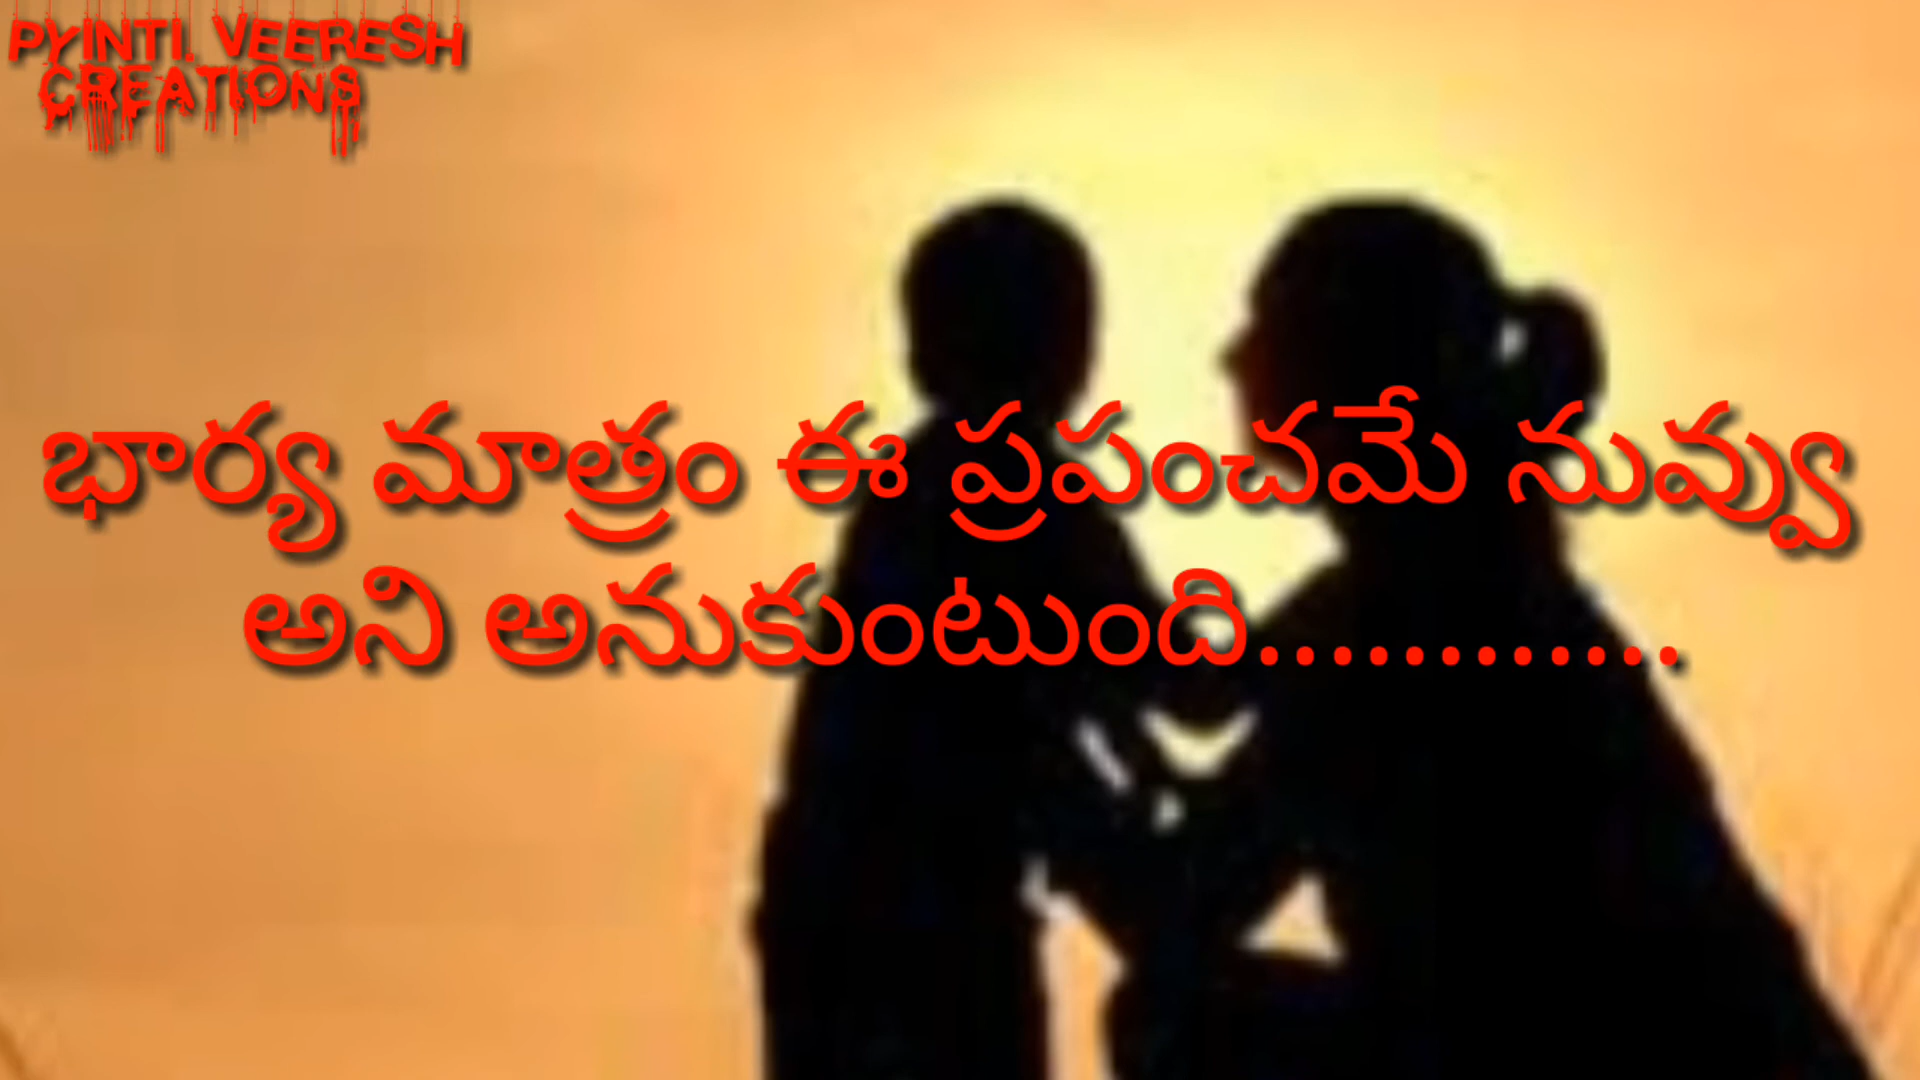 PYINTI. VEERESH
CREATIONS
భార్య మాత్రం ఈ ప్రపంచమే నువ్వు
అని అనుకుంటుంది............